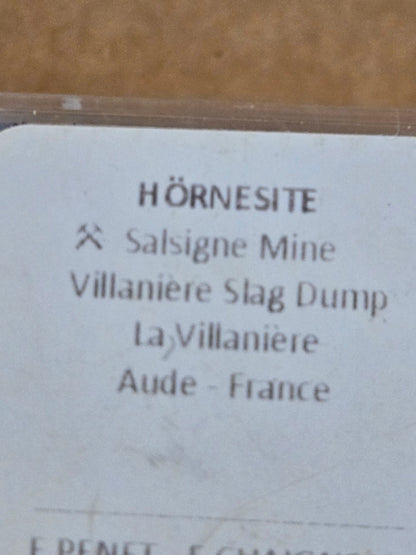 HÖRNESITE
⚒ Salsigne Mine
Villanière Slag Dump
La Villanière
Aude - France